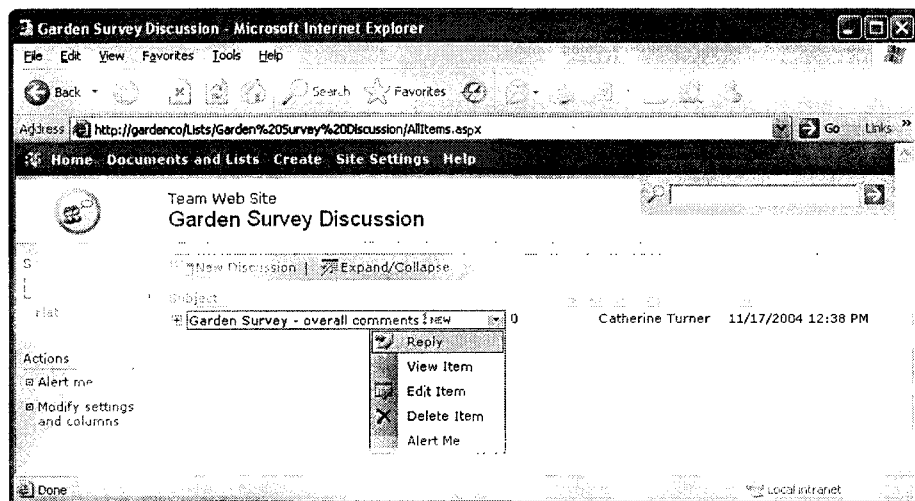 Garden Survey Discussion - Microsoft Internet Explorer
File Edit View Favorites Tools Help
Back Search Favorites
Address http://gardenco/Lists/Garden%20Survey%20Discussion/AllItems.aspx Go Links »
Home Documents and Lists Create Site Settings Help
Team Web Site
Garden Survey Discussion
New Discussion | Expand/Collapse
Subject
Garden Survey - overall comments ! NEW 0 Catherine Turner 11/17/2004 12:38 PM
Reply
View Item
Edit Item
Delete Item
Alert Me
Actions
Alert me
Modify settings
and columns
Done Local intranet